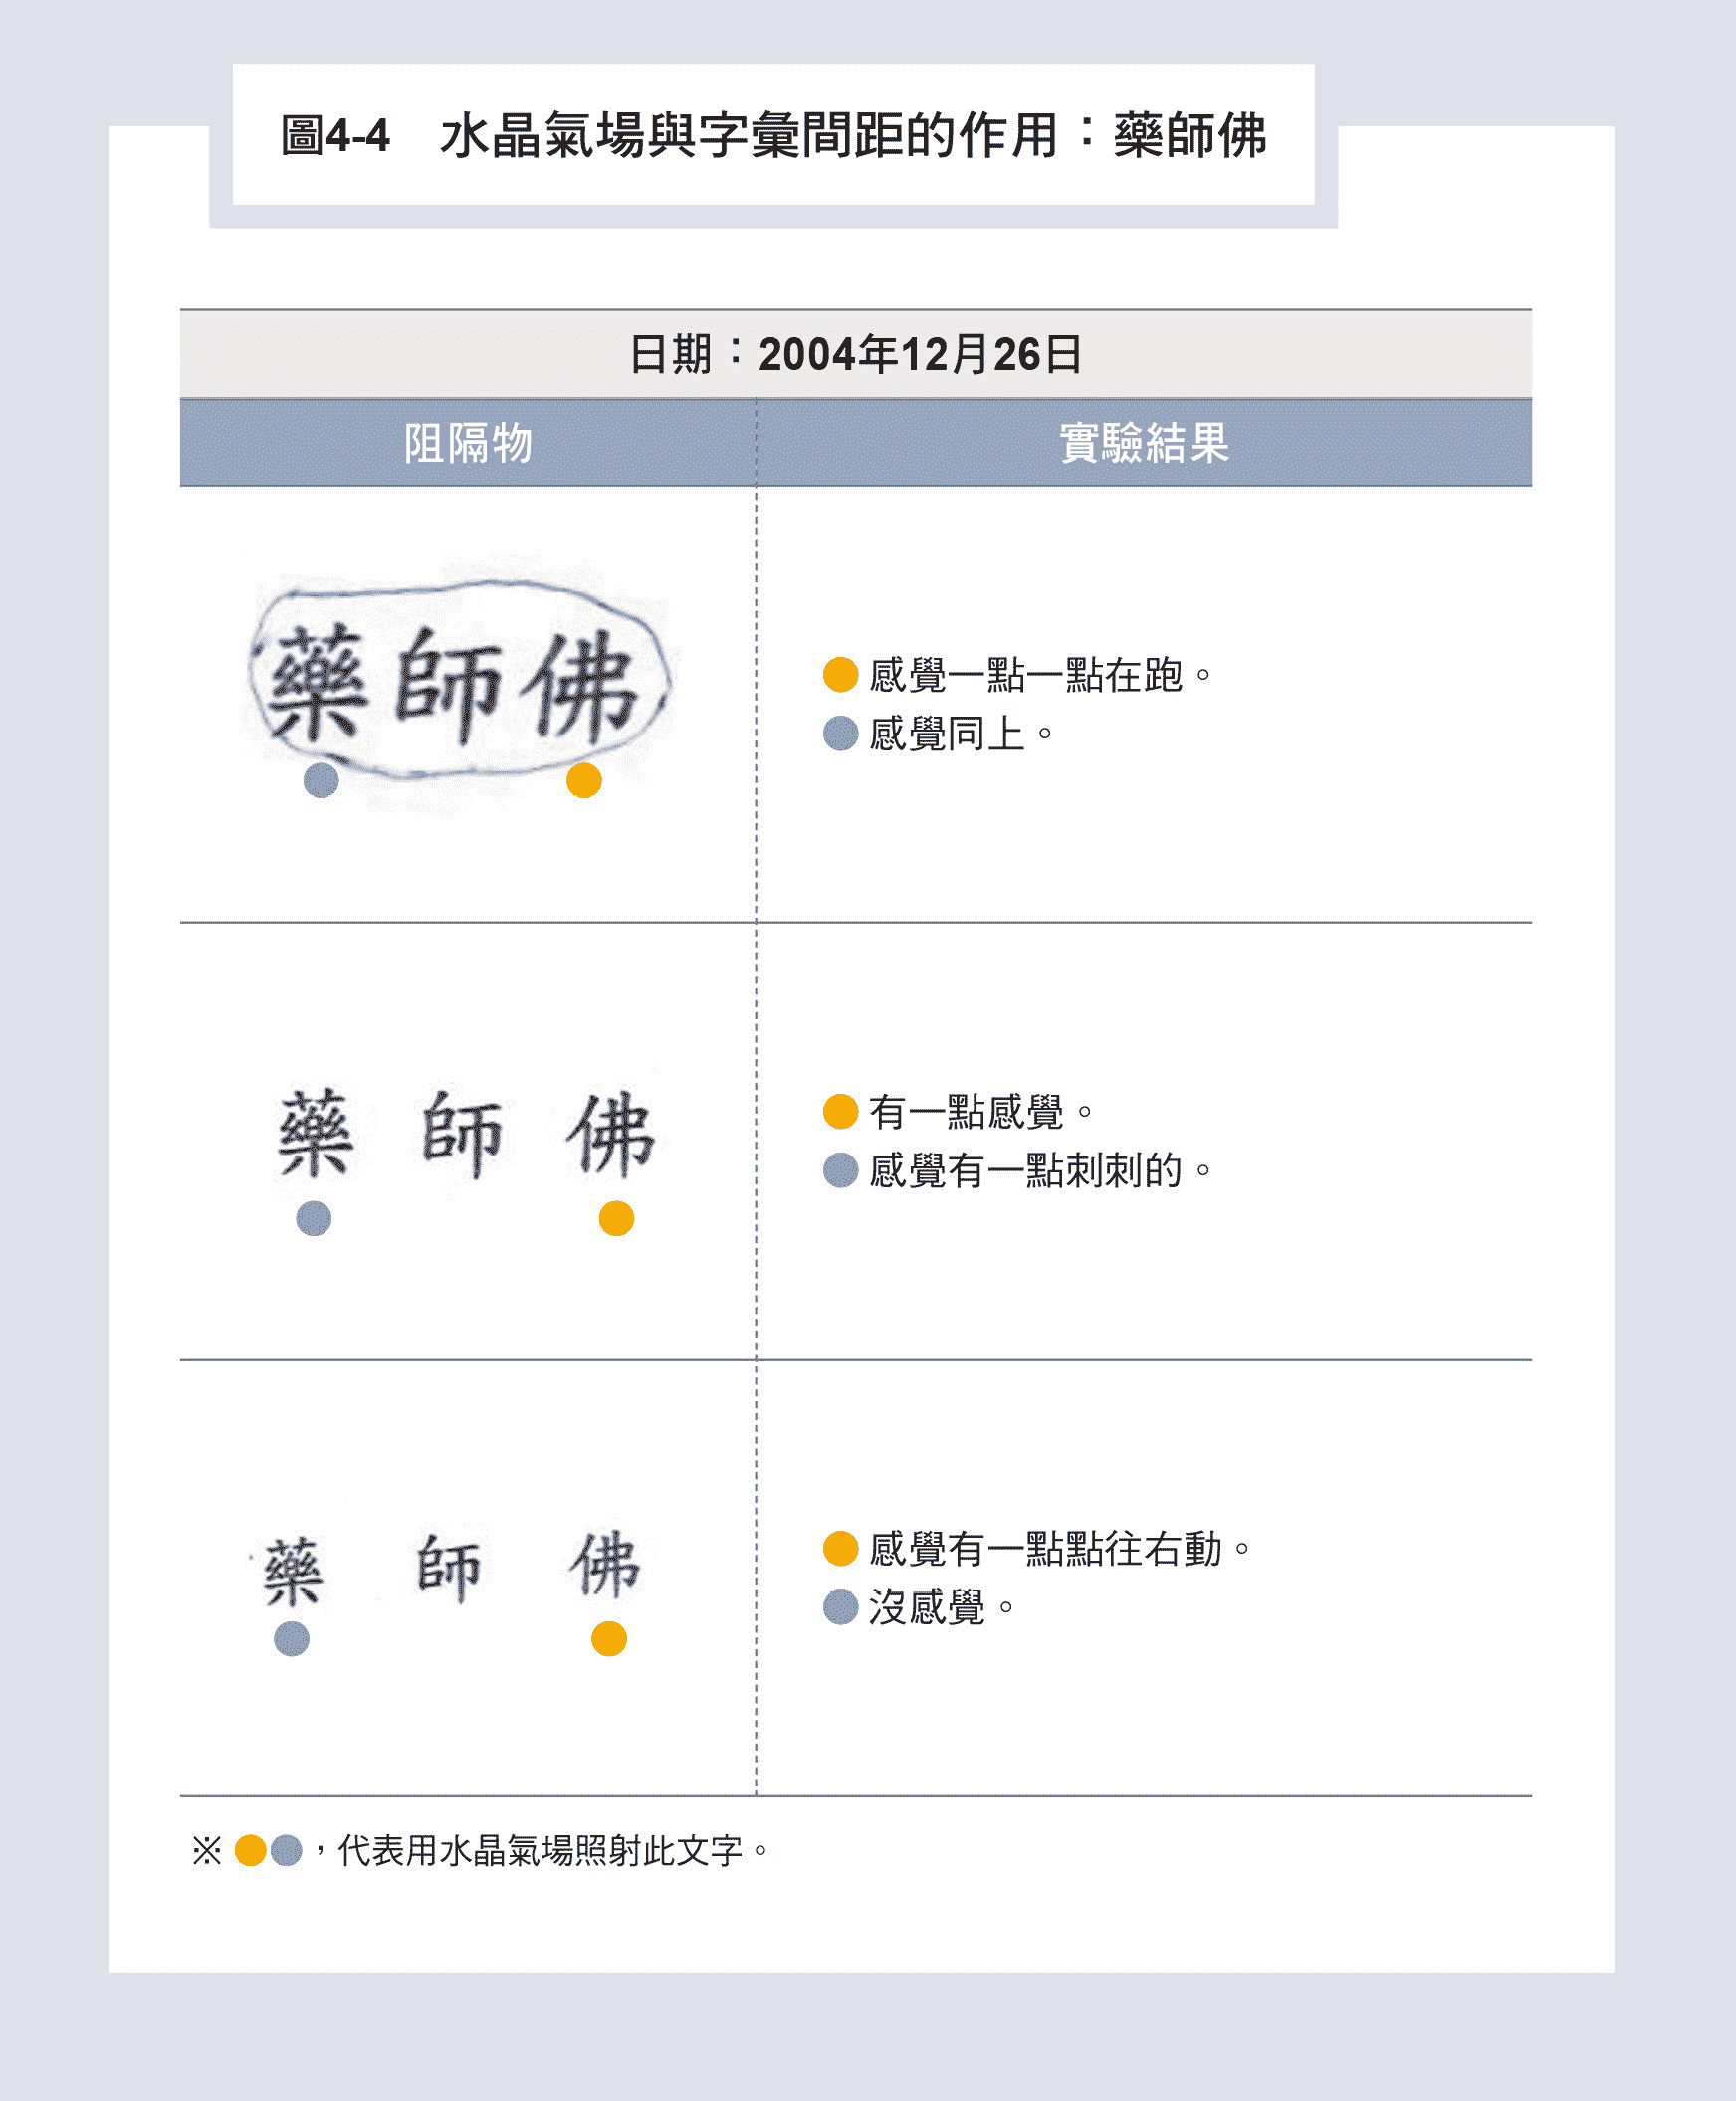 圖4-4 水晶氣場與字彙間距的作用：藥師佛
日期：2004年12月26日
阻隔物 實驗結果
藥師佛
感覺一點一點在跑。
感覺同上。
藥 師 佛
有一點感覺。
感覺有一點刺刺的。
藥 師 佛
感覺有一點點往右動。
沒感覺。
※ ，代表用水晶氣場照射此文字。